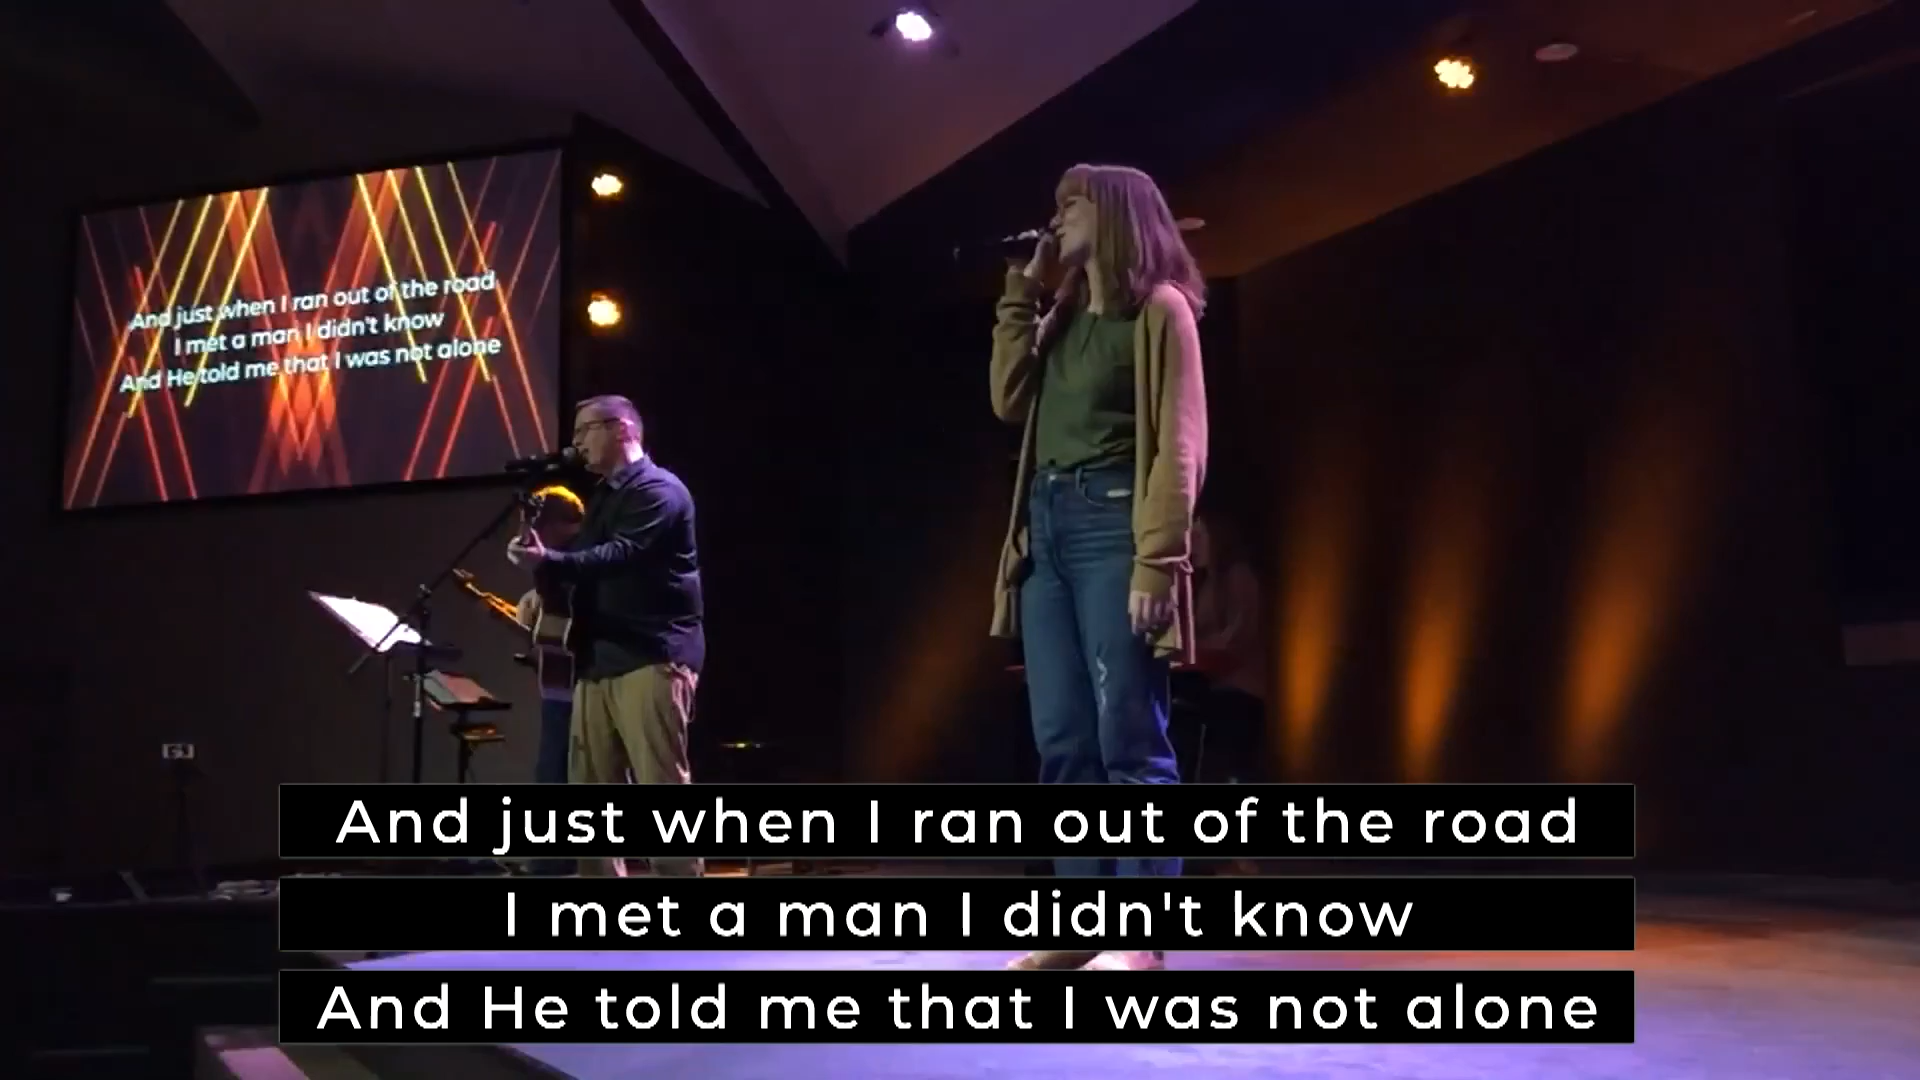 And just when I ran out of the road
I met a man I didn't know
And He told me that I was not alone
And just when I ran out of the road
I met a man I didn't know
And He told me that I was not alone